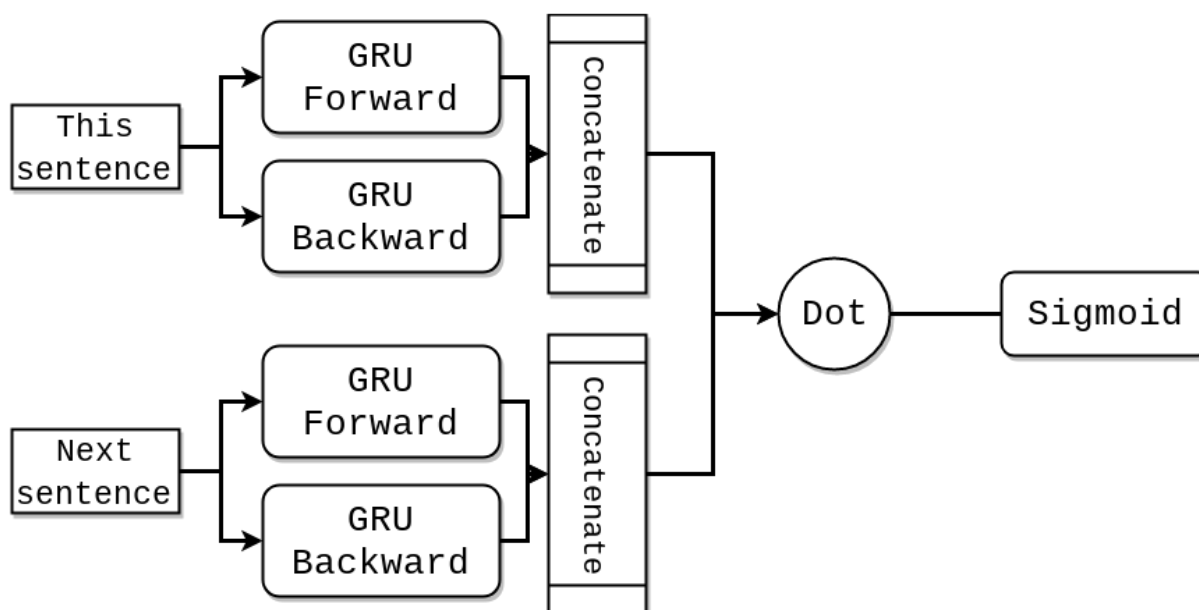 This
sentence
GRU
Forward
GRU
Backward
Concatenate
Next
sentence
GRU
Forward
GRU
Backward
Concatenate
Dot
Sigmoid